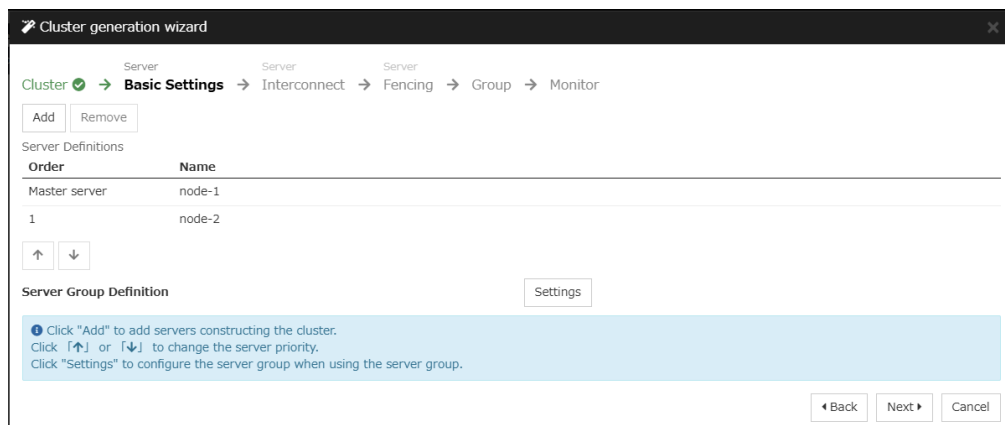 Cluster generation wizard
Server Server Server
Cluster → Basic Settings → Interconnect → Fencing → Group → Monitor
Add Remove
Server Definitions
Order Name
Master server node-1
1 node-2
↑ ↓
Server Group Definition Settings
Click "Add" to add servers constructing the cluster.
Click 「↑」 or 「↓」 to change the server priority.
Click "Settings" to configure the server group when using the server group.
Back Next Cancel